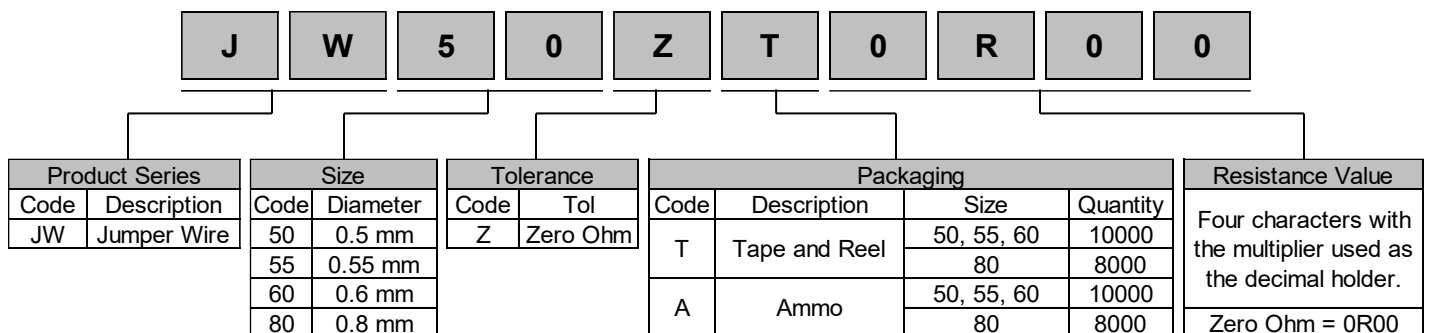 J W 5 0 Z T 0 R 0 0
Product Series
Code Description
JW Jumper Wire
Size
Code Diameter
50 0.5 mm
55 0.55 mm
60 0.6 mm
80 0.8 mm
Tolerance
Code Tol
Z Zero Ohm
Packaging
Code Description Size Quantity
T Tape and Reel 50, 55, 60 10000
80 8000
A Ammo 50, 55, 60 10000
80 8000
Resistance Value
Four characters with
the multiplier used as
the decimal holder.
Zero Ohm = 0R00